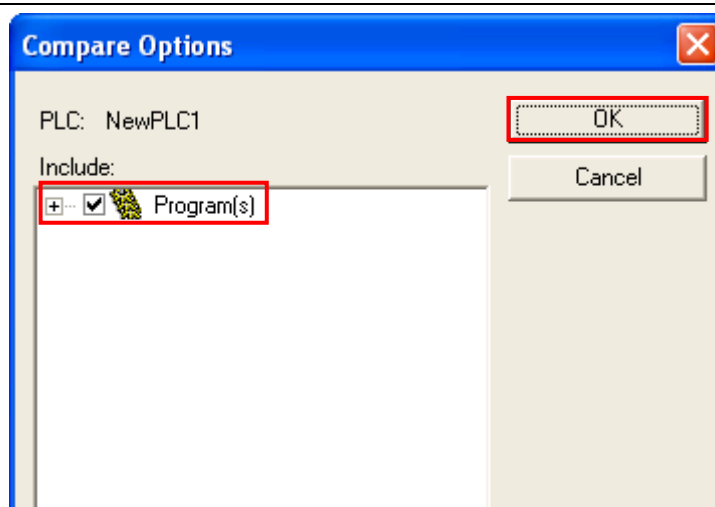 Compare Options
PLC: NewPLC1
OK
Include:
Cancel
Program(s)